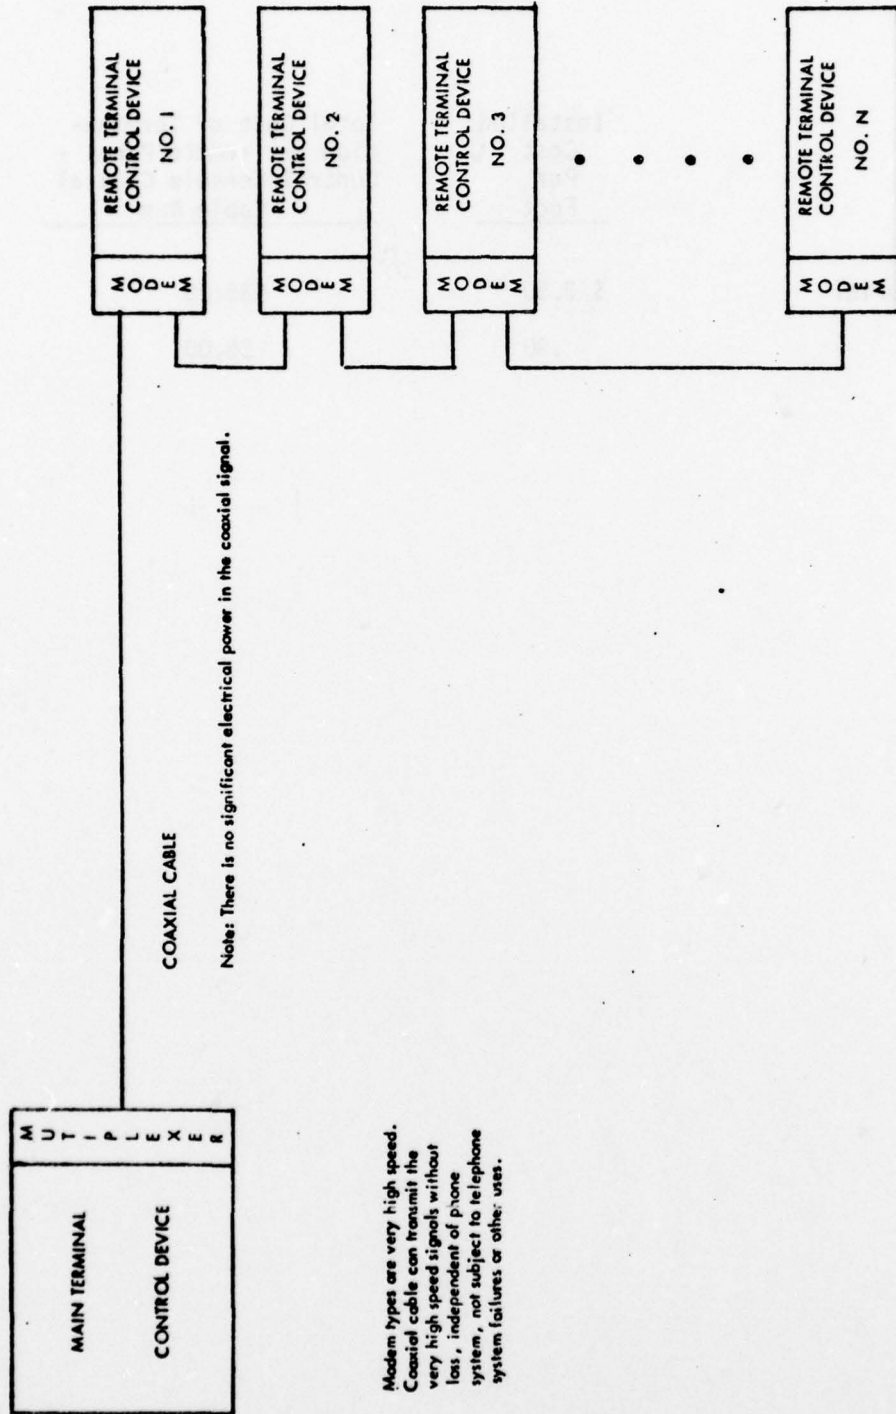 MAIN TERMINAL
CONTROL DEVICE
MUTIPLEXER
COAXIAL CABLE
Note: There is no significant electrical power in the coaxial signal.
Modem types are very high speed.
Coaxial cable can transmit the
very high speed signals without
loss, independent of phone
system, not subject to telephone
system failures or other uses.
MODEM
REMOTE TERMINAL
CONTROL DEVICE
NO. 1
MODEM
REMOTE TERMINAL
CONTROL DEVICE
NO. 2
MODEM
REMOTE TERMINAL
CONTROL DEVICE
NO. 3
MODEM
REMOTE TERMINAL
CONTROL DEVICE
NO. N